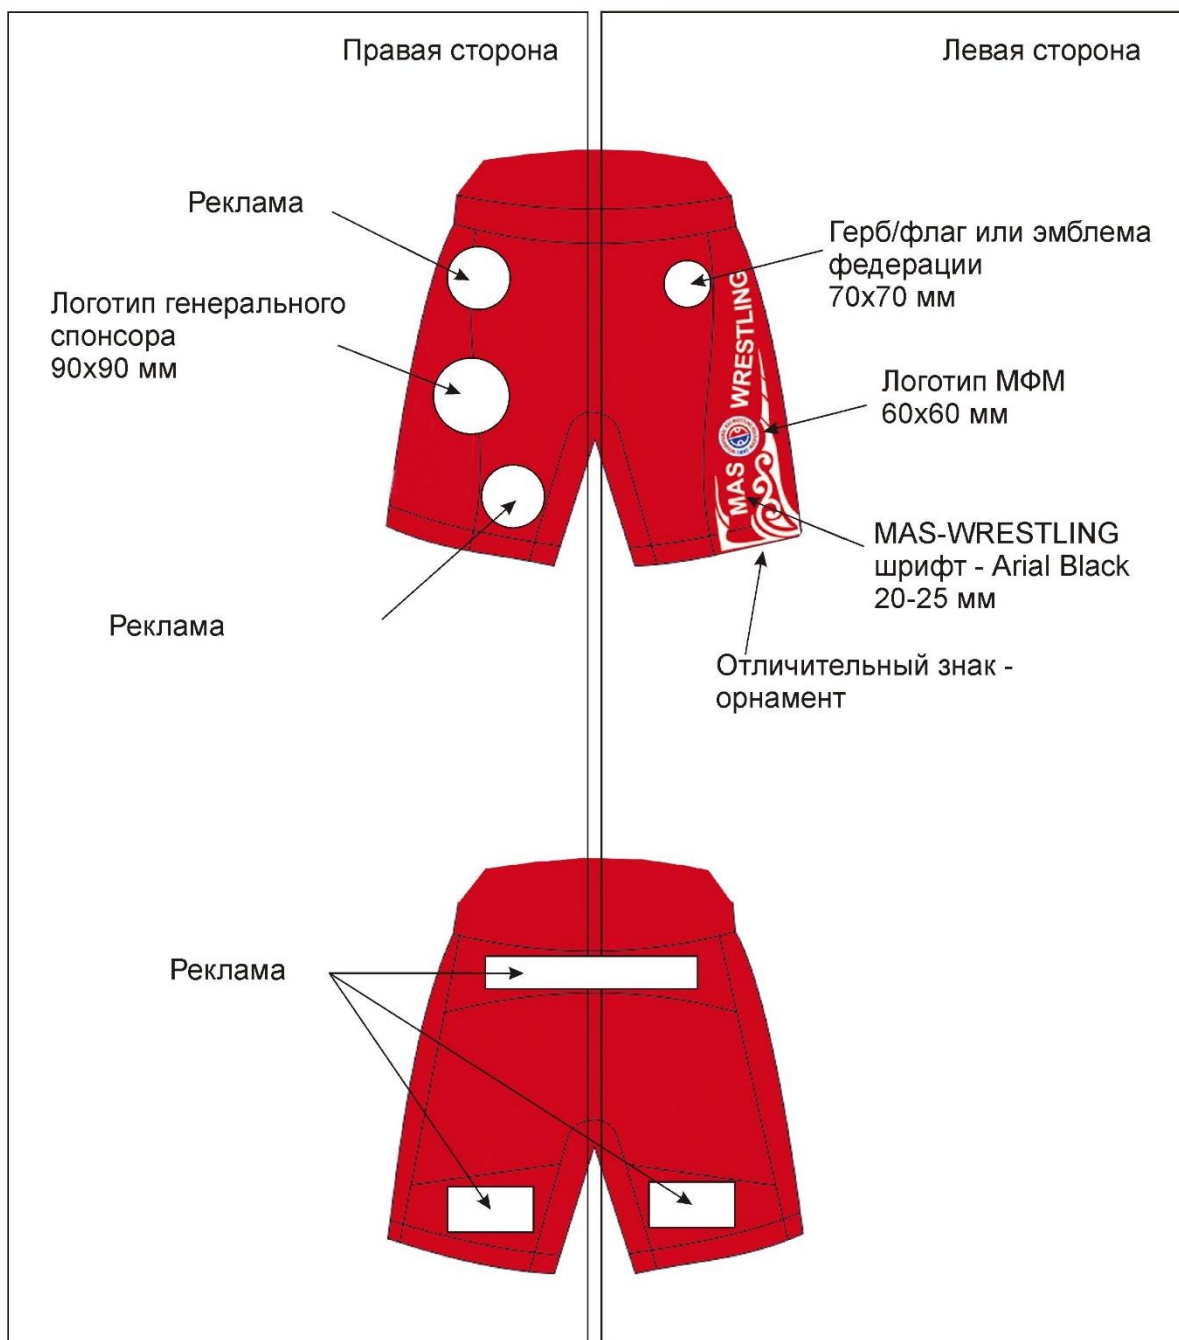 Правая сторона
Левая сторона
Реклама
Герб/флаг или эмблема
федерации
70х70 мм
Логотип генерального
спонсора
90х90 мм
Логотип МФМ
60х60 мм
MAS WRESTLING
MAS-WRESTLING
шрифт - Arial Black
20-25 мм
Реклама
Отличительный знак -
орнамент
Реклама